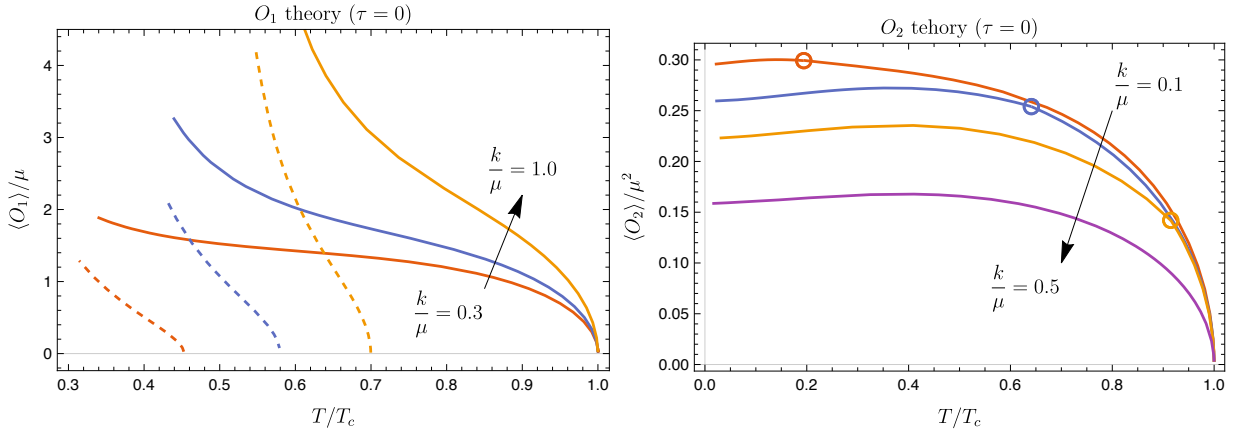 O₁ theory (τ = 0)
⟨O₁⟩/μ
4
3
2
1
0
k/μ = 1.0
k/μ = 0.3
0.3 0.4 0.5 0.6 0.7 0.8 0.9 1.0
T/T_c
O₂ tehory (τ = 0)
⟨O₂⟩/μ²
0.30
0.25
0.20
0.15
0.10
0.05
0.00
k/μ = 0.1
k/μ = 0.5
0.0 0.2 0.4 0.6 0.8 1.0
T/T_c